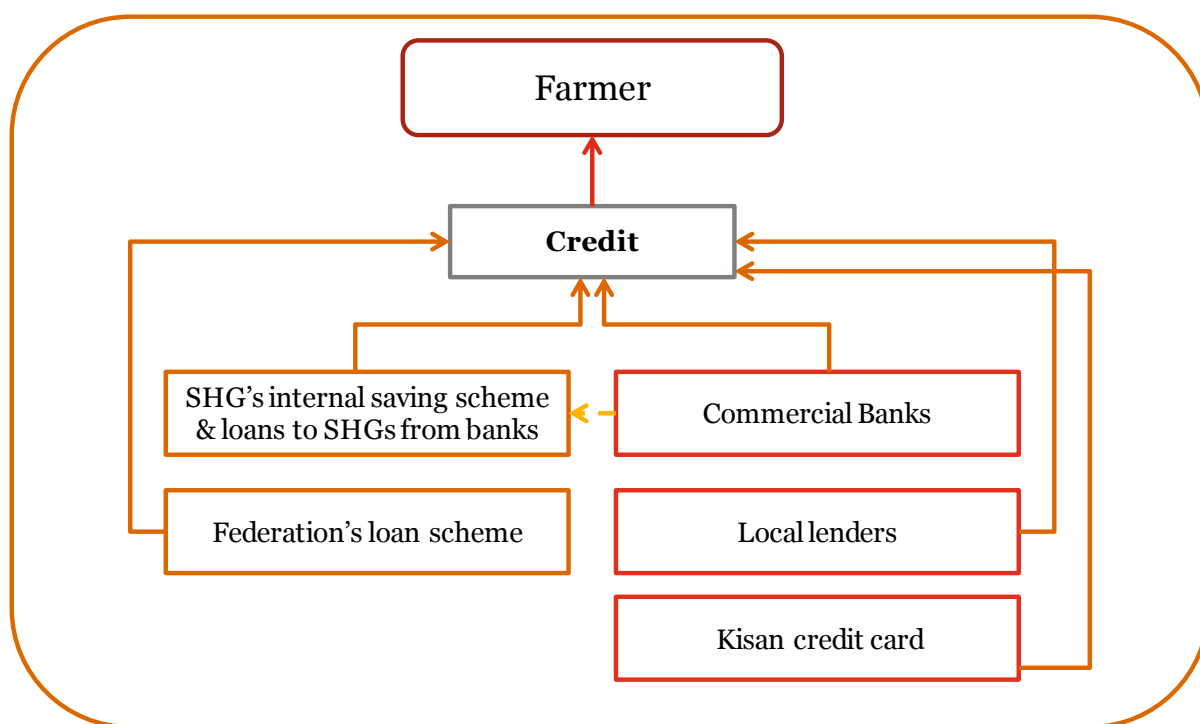 Farmer
Credit
SHG’s internal saving scheme
& loans to SHGs from banks
Commercial Banks
Federation’s loan scheme
Local lenders
Kisan credit card